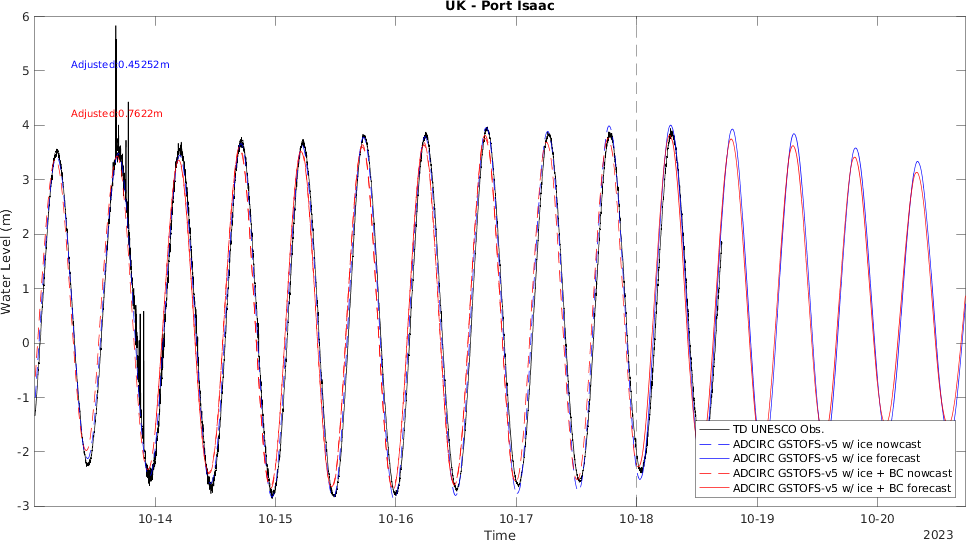 UK - Port Isaac
6
5
4
3
2
1
0
-1
-2
-3
Water Level (m)
Adjusted 0.45252m
Adjusted 0.7622m
TD UNESCO Obs.
ADCIRC GSTOFS-v5 w/ ice nowcast
ADCIRC GSTOFS-v5 w/ ice forecast
ADCIRC GSTOFS-v5 w/ ice + BC nowcast
ADCIRC GSTOFS-v5 w/ ice + BC forecast
10-14
10-15
10-16
10-17
10-18
10-19
10-20
Time
2023